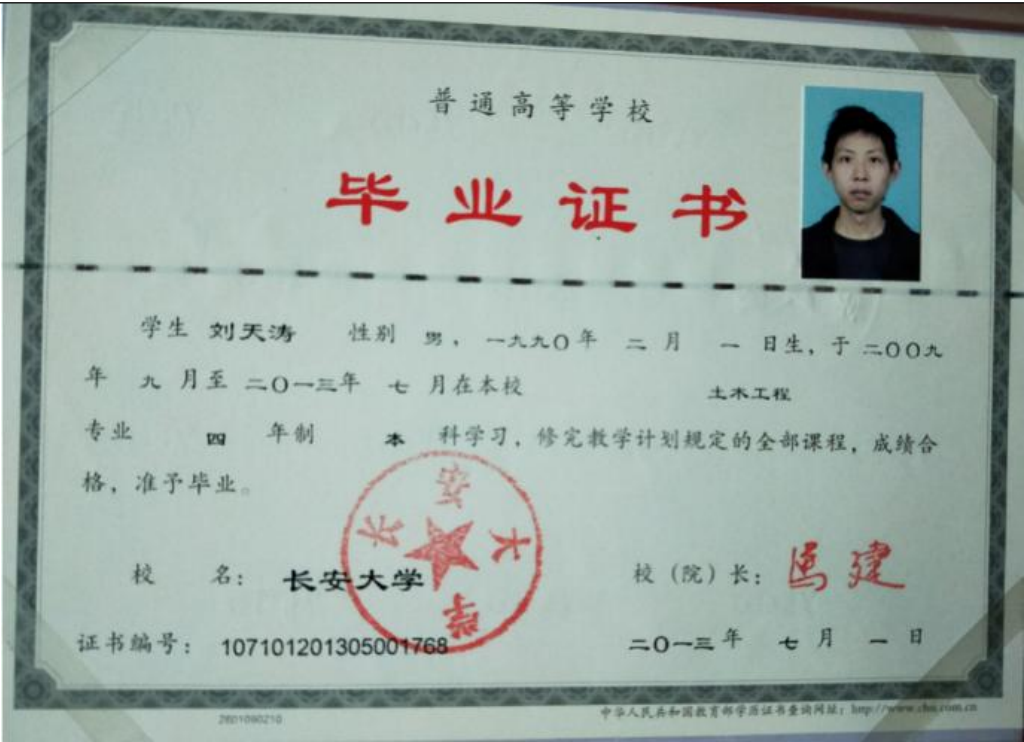 普通高等学校
毕业证书
学生 刘天涛 性别 男，一九九〇年 二月 一日生，于二〇〇九
年 九月至二〇一三年 七月在本校 土木工程
专业 四年制 本科学习，修完教学计划规定的全部课程，成绩合
格，准予毕业。
长安大学
校 名：长安大学 校（院）长：马建
证书编号：107101201305001768 二〇一三年 七月 一日
2601090210 中华人民共和国教育部学历证书查询网址：http://www.chsi.com.cn